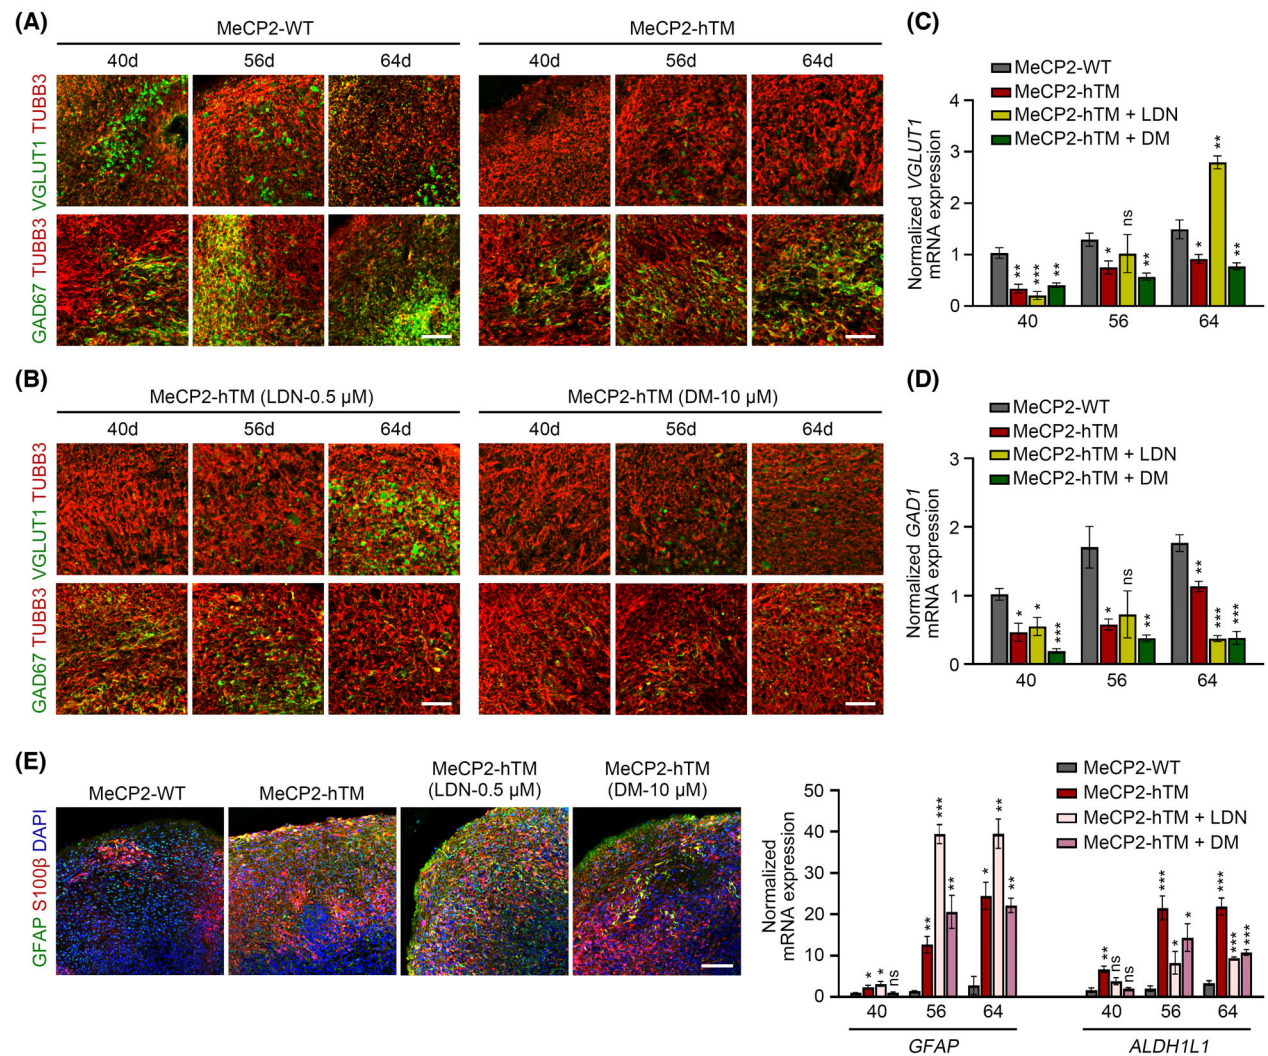 (A)
MeCP2-WT
MeCP2-hTM
40d 56d 64d 40d 56d 64d
VGLUT1 TUBB3
GAD67 TUBB3
(B)
MeCP2-hTM (LDN-0.5 µM)
MeCP2-hTM (DM-10 µM)
40d 56d 64d 40d 56d 64d
VGLUT1 TUBB3
GAD67 TUBB3
(C)
MeCP2-WT
MeCP2-hTM
MeCP2-hTM + LDN
MeCP2-hTM + DM
Normalized VGLUT1
mRNA expression
4
3
2
1
0
** *** **
* ns **
* ** **
40 56 64
(D)
MeCP2-WT
MeCP2-hTM
MeCP2-hTM + LDN
MeCP2-hTM + DM
Normalized GAD1
mRNA expression
3
2
1
0
* * ***
* ns **
** *** ***
40 56 64
(E)
MeCP2-WT
MeCP2-hTM
MeCP2-hTM
(LDN-0.5 µM)
MeCP2-hTM
(DM-10 µM)
GFAP S100β DAPI
MeCP2-WT
MeCP2-hTM
MeCP2-hTM + LDN
MeCP2-hTM + DM
Normalized
mRNA expression
50
40
30
20
10
0
* * ns
** *** **
* ** **
** ns ns
*** * *
*** *** ***
40 56 64 40 56 64
GFAP ALDH1L1